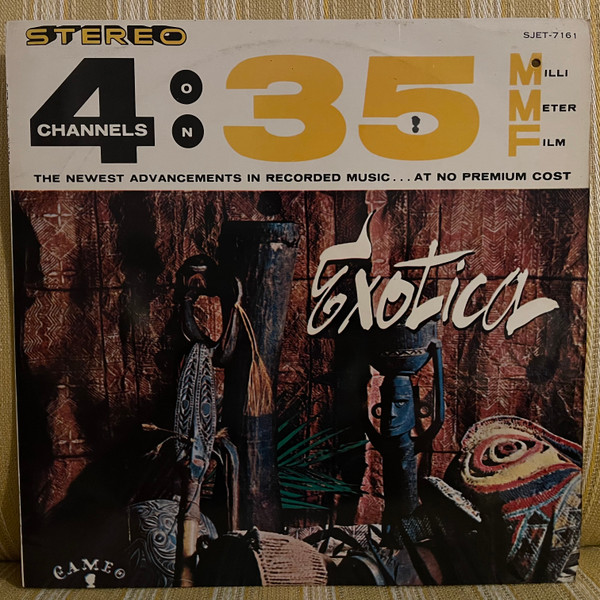 STEREO
SJET-7161
4 CHANNELS
ON
35
MILLI
METER
FILM
THE NEWEST ADVANCEMENTS IN RECORDED MUSIC... AT NO PREMIUM COST
Exotica
CAMEO